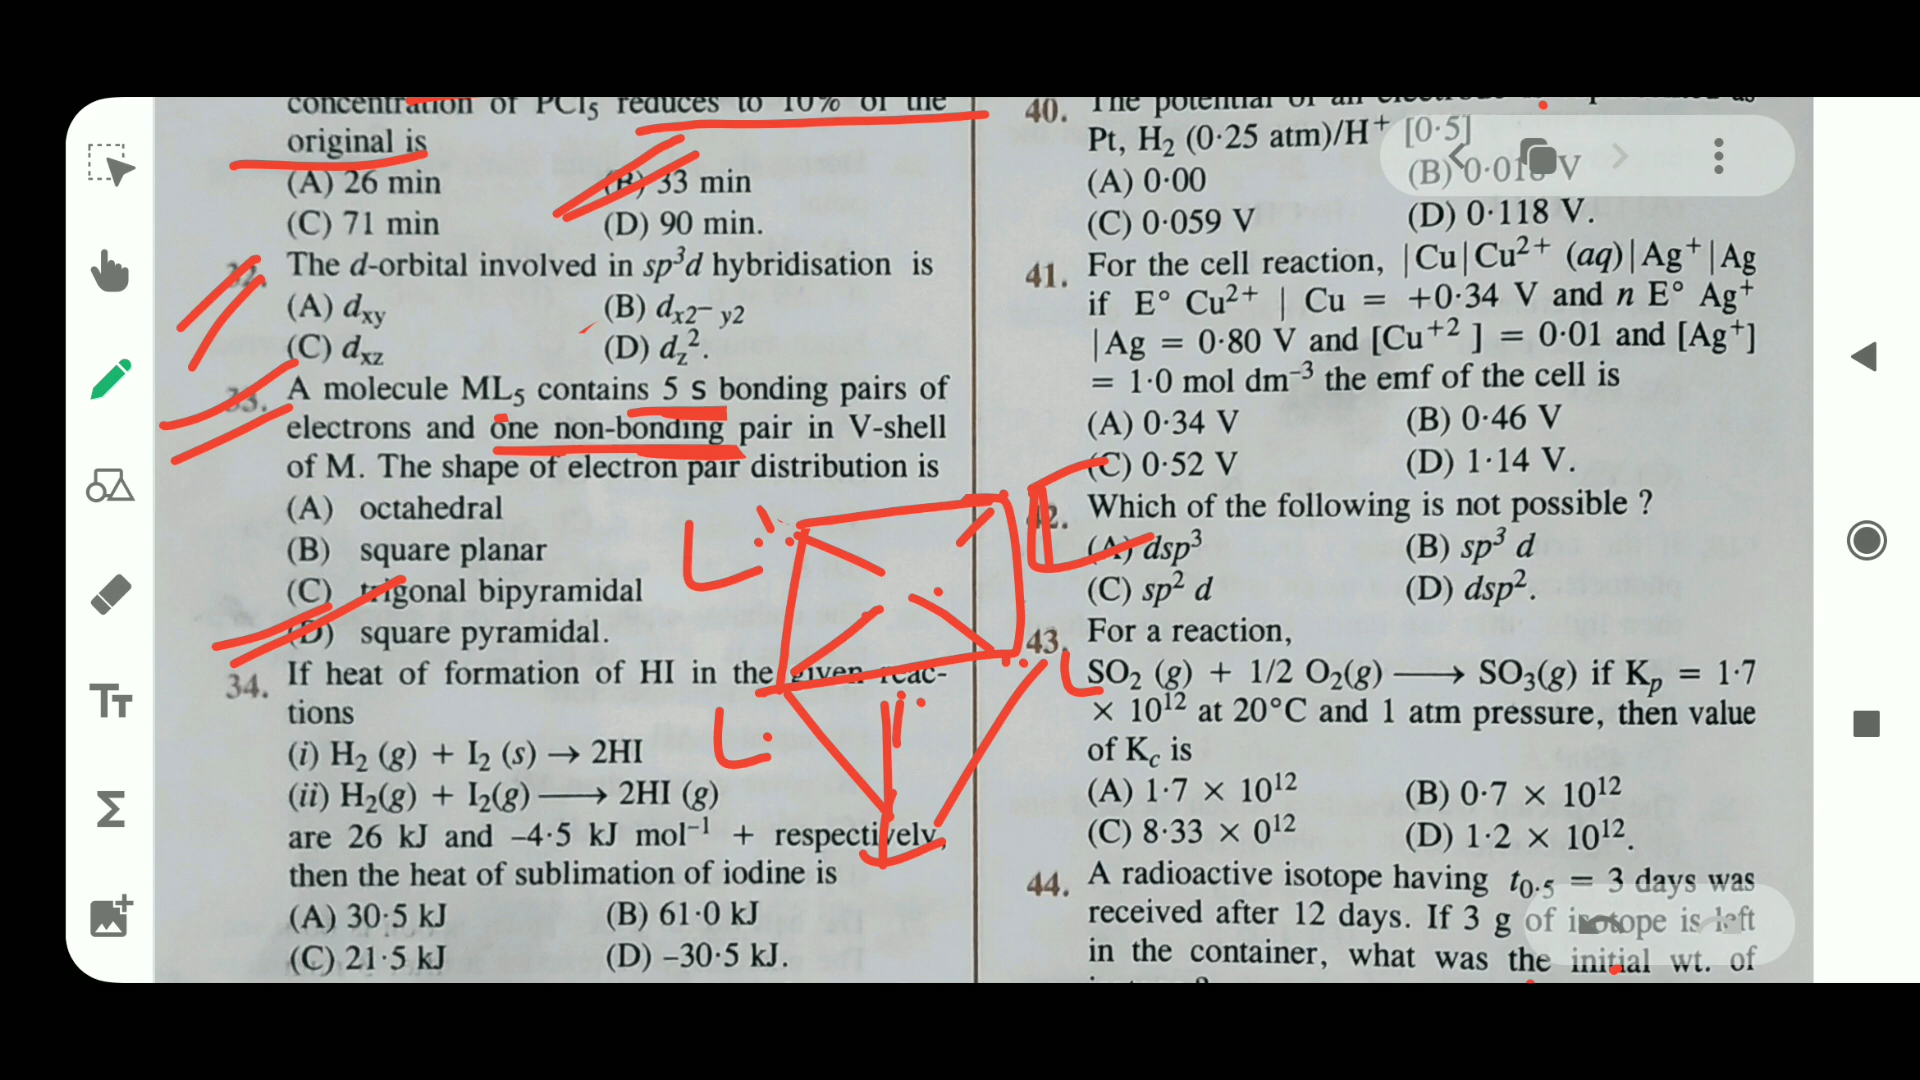 concentration of PCl5 reduces to 10% of the
original is
(A) 26 min (B) 33 min
(C) 71 min (D) 90 min.
32. The d-orbital involved in sp³d hybridisation is
(A) dxy (B) dx2– y2
(C) dxz (D) dz².
33. A molecule ML5 contains 5 s bonding pairs of
electrons and one non-bonding pair in V-shell
of M. The shape of electron pair distribution is
(A) octahedral
(B) square planar
(C) trigonal bipyramidal
(D) square pyramidal.
34. If heat of formation of HI in the given reac-
tions
(i) H2 (g) + I2 (s) → 2HI
(ii) H2(g) + I2(g) ⟶ 2HI (g)
are 26 kJ and –4·5 kJ mol⁻¹ + respectively,
then the heat of sublimation of iodine is
(A) 30·5 kJ (B) 61·0 kJ
(C) 21·5 kJ (D) –30·5 kJ.
40. The potential of an
Pt, H2 (0·25 atm)/H⁺ [0·5]
(A) 0·00 (B) 0·018 V
(C) 0·059 V (D) 0·118 V.
41. For the cell reaction, |Cu|Cu²⁺ (aq)|Ag⁺|Ag
if E° Cu²⁺ | Cu = +0·34 V and n E° Ag⁺
|Ag = 0·80 V and [Cu⁺² ] = 0·01 and [Ag⁺]
= 1·0 mol dm⁻³ the emf of the cell is
(A) 0·34 V (B) 0·46 V
(C) 0·52 V (D) 1·14 V.
42. Which of the following is not possible ?
(A) dsp³ (B) sp³ d
(C) sp² d (D) dsp².
43. For a reaction,
SO2 (g) + 1/2 O2(g) ⟶ SO3(g) if Kp = 1·7
× 10¹² at 20°C and 1 atm pressure, then value
of Kc is
(A) 1·7 × 10¹² (B) 0·7 × 10¹²
(C) 8·33 × 0¹² (D) 1·2 × 10¹².
44. A radioactive isotope having t0·5 = 3 days was
received after 12 days. If 3 g of isotope is left
in the container, what was the initial wt. of